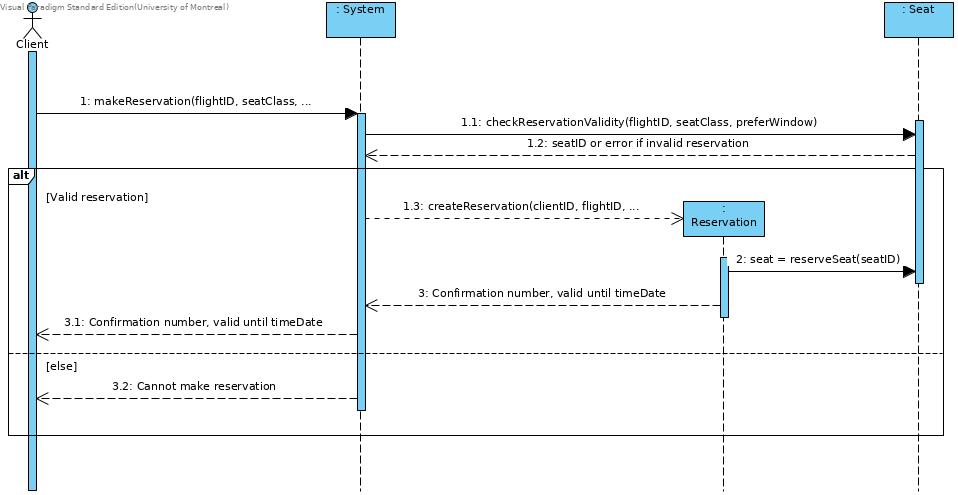 Visual Paradigm Standard Edition(University of Montreal)
: System
: Seat
Client
1: makeReservation(flightID, seatClass, ...
1.1: checkReservationValidity(flightID, seatClass, preferWindow)
1.2: seatID or error if invalid reservation
alt
[Valid reservation]
1.3: createReservation(clientID, flightID, ...
:
Reservation
2: seat = reserveSeat(seatID)
3: Confirmation number, valid until timeDate
3.1: Confirmation number, valid until timeDate
[else]
3.2: Cannot make reservation